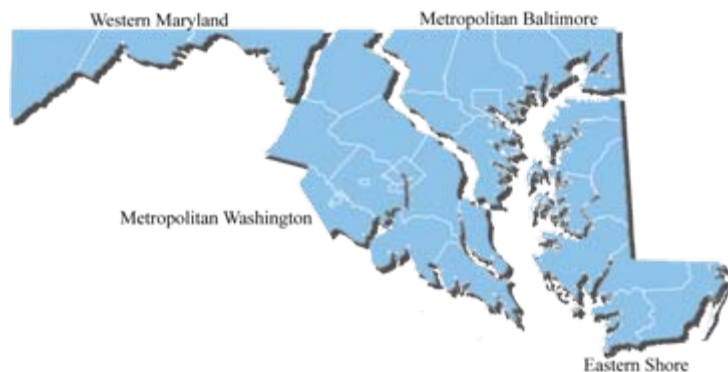 Western Maryland
Metropolitan Baltimore
Metropolitan Washington
Eastern Shore